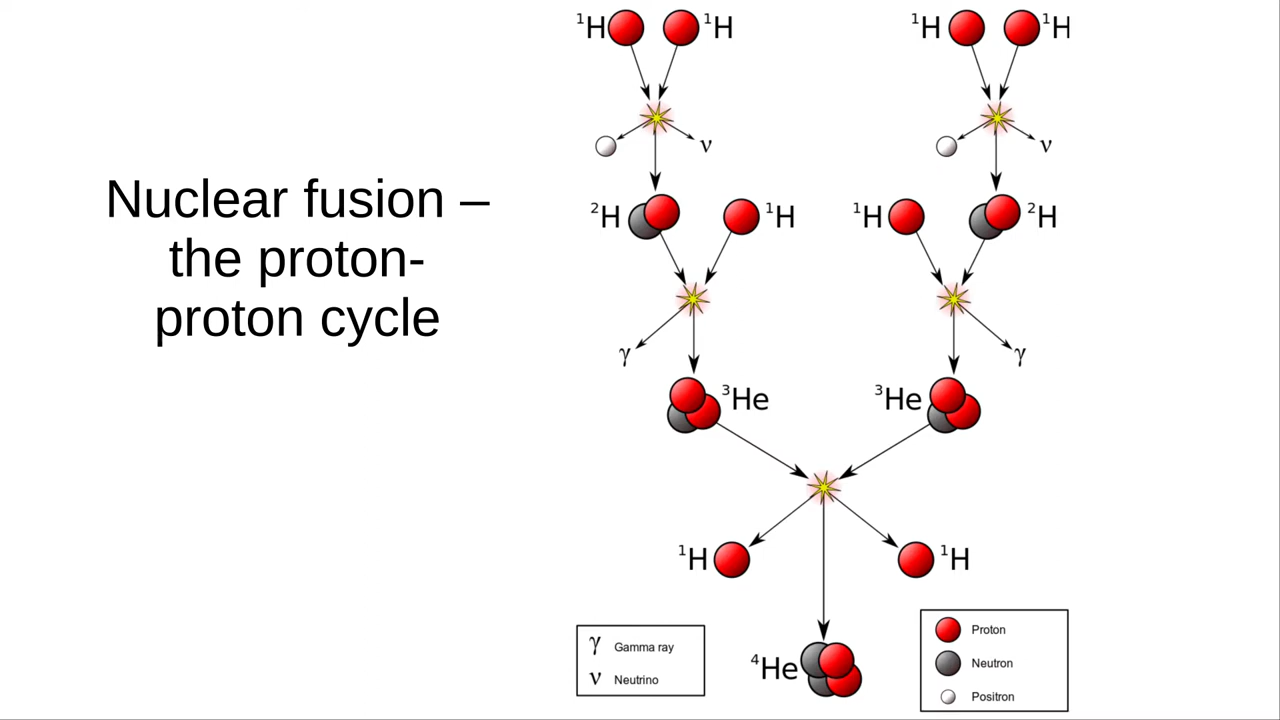 Nuclear fusion –
the proton-
proton cycle
¹H ¹H ¹H ¹H
ν ν
²H ¹H ¹H ²H
γ γ
³He ³He
¹H ¹H
⁴He
γ Gamma ray
ν Neutrino
Proton
Neutron
Positron